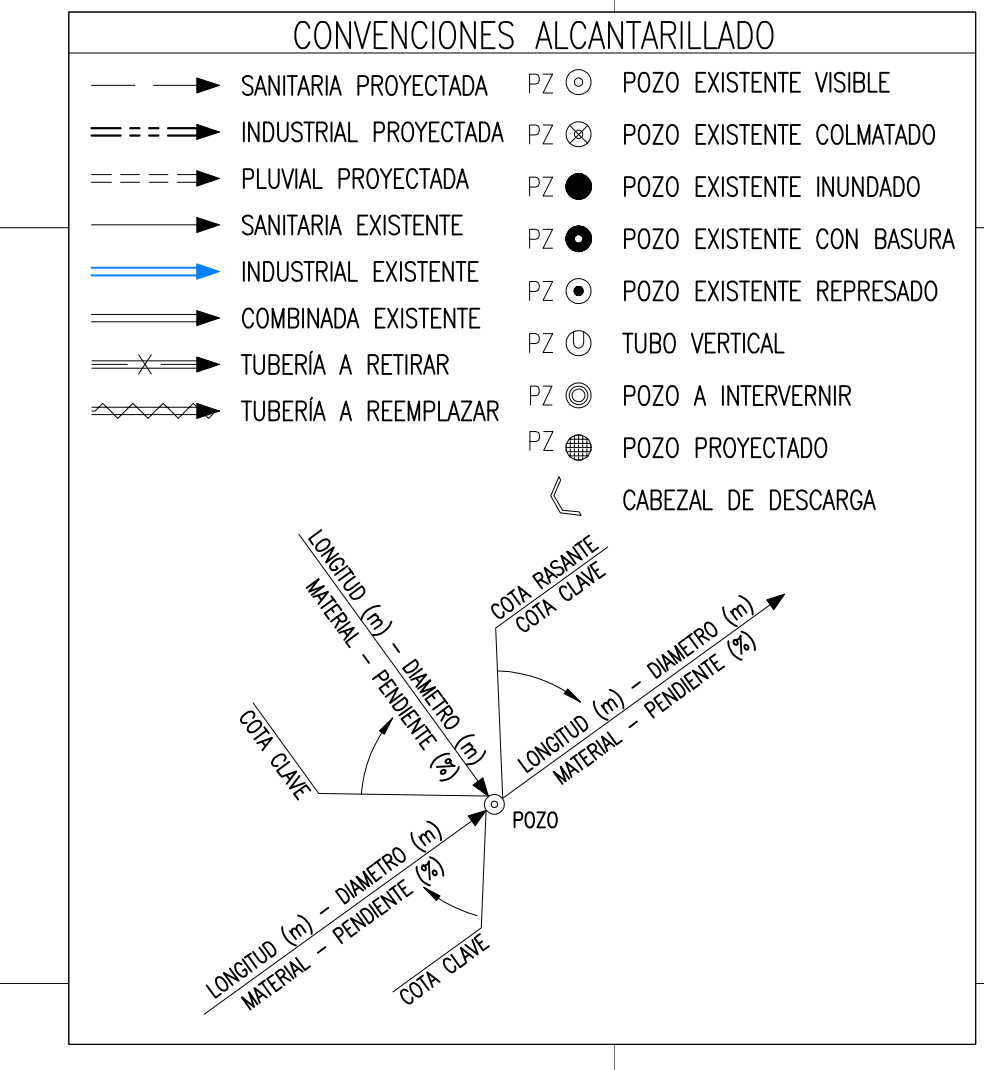 CONVENCIONES ALCANTARILLADO
SANITARIA PROYECTADA
INDUSTRIAL PROYECTADA
PLUVIAL PROYECTADA
SANITARIA EXISTENTE
INDUSTRIAL EXISTENTE
COMBINADA EXISTENTE
TUBERÍA A RETIRAR
TUBERÍA A REEMPLAZAR
PZ POZO EXISTENTE VISIBLE
PZ POZO EXISTENTE COLMATADO
PZ POZO EXISTENTE INUNDADO
PZ POZO EXISTENTE CON BASURA
PZ POZO EXISTENTE REPRESADO
PZ TUBO VERTICAL
PZ POZO A INTERVERNIR
PZ POZO PROYECTADO
CABEZAL DE DESCARGA
LONGITUD (m) - DIAMETRO (m)
MATERIAL - PENDIENTE (%)
COTA RASANTE
COTA CLAVE
LONGITUD (m) - DIAMETRO (m)
MATERIAL - PENDIENTE (%)
COTA CLAVE
POZO
LONGITUD (m) - DIAMETRO (m)
MATERIAL - PENDIENTE (%)
COTA CLAVE